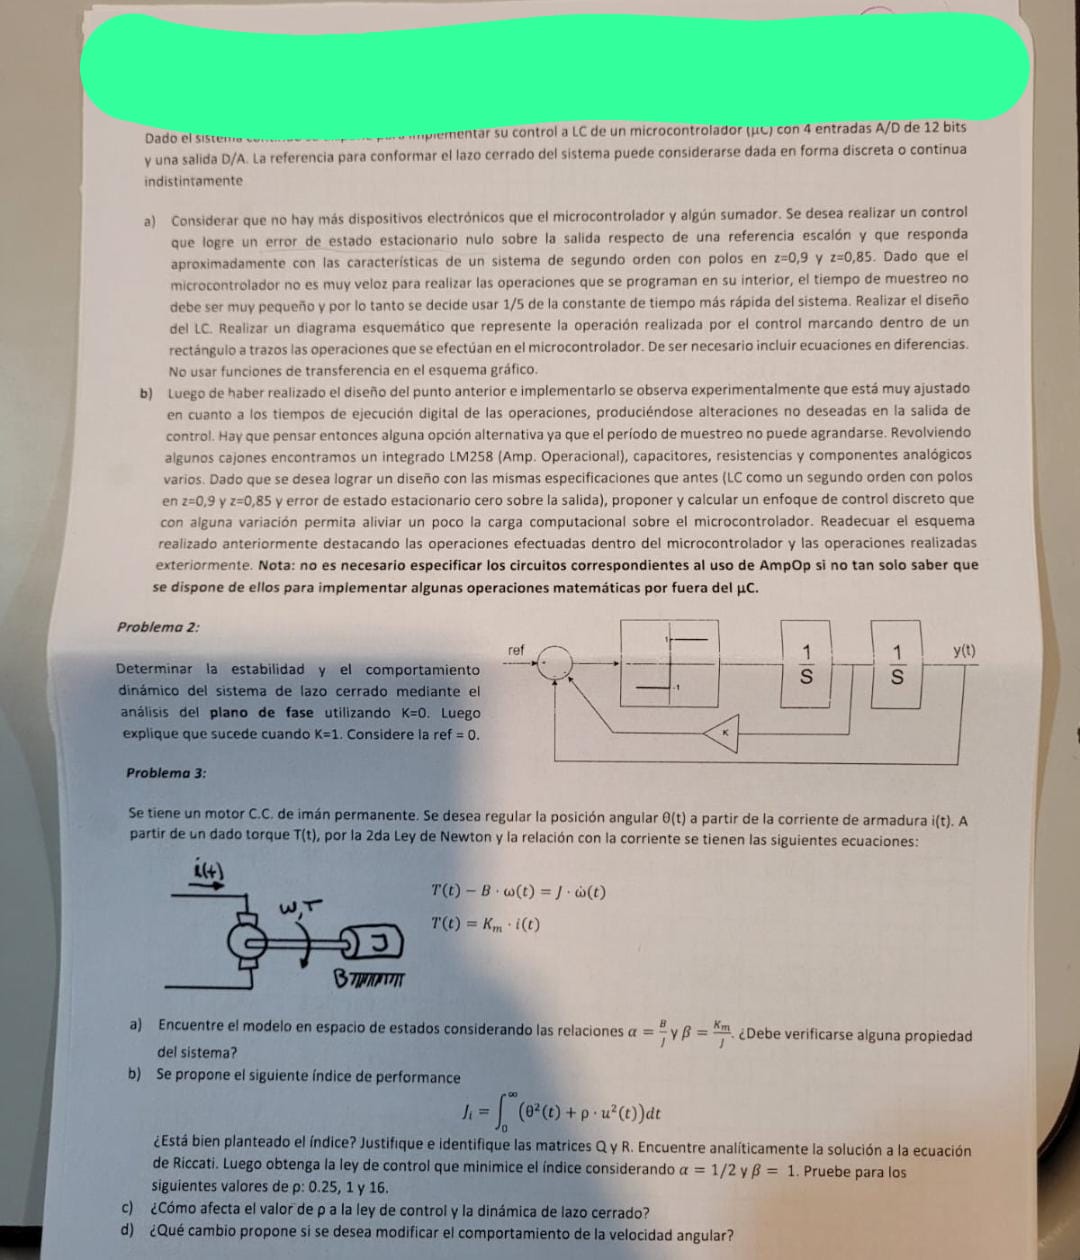 Dado el sistema implementar su control a LC de un microcontrolador (µC) con 4 entradas A/D de 12 bits
y una salida D/A. La referencia para conformar el lazo cerrado del sistema puede considerarse dada en forma discreta o continua
indistintamente
a) Considerar que no hay más dispositivos electrónicos que el microcontrolador y algún sumador. Se desea realizar un control
que logre un error de estado estacionario nulo sobre la salida respecto de una referencia escalón y que responda
aproximadamente con las características de un sistema de segundo orden con polos en z=0,9 y z=0,85. Dado que el
microcontrolador no es muy veloz para realizar las operaciones que se programan en su interior, el tiempo de muestreo no
debe ser muy pequeño y por lo tanto se decide usar 1/5 de la constante de tiempo más rápida del sistema. Realizar el diseño
del LC. Realizar un diagrama esquemático que represente la operación realizada por el control marcando dentro de un
rectángulo a trazos las operaciones que se efectúan en el microcontrolador. De ser necesario incluir ecuaciones en diferencias.
No usar funciones de transferencia en el esquema gráfico.
b) Luego de haber realizado el diseño del punto anterior e implementarlo se observa experimentalmente que está muy ajustado
en cuanto a los tiempos de ejecución digital de las operaciones, produciéndose alteraciones no deseadas en la salida de
control. Hay que pensar entonces alguna opción alternativa ya que el período de muestreo no puede agrandarse. Revolviendo
algunos cajones encontramos un integrado LM258 (Amp. Operacional), capacitores, resistencias y componentes analógicos
varios. Dado que se desea lograr un diseño con las mismas especificaciones que antes (LC como un segundo orden con polos
en z=0,9 y z=0,85 y error de estado estacionario cero sobre la salida), proponer y calcular un enfoque de control discreto que
con alguna variación permita aliviar un poco la carga computacional sobre el microcontrolador. Readecuar el esquema
realizado anteriormente destacando las operaciones efectuadas dentro del microcontrolador y las operaciones realizadas
exteriormente. Nota: no es necesario especificar los circuitos correspondientes al uso de AmpOp si no tan solo saber que
se dispone de ellos para implementar algunas operaciones matemáticas por fuera del µC.
Problema 2:
Determinar la estabilidad y el comportamiento
dinámico del sistema de lazo cerrado mediante el
análisis del plano de fase utilizando K=0. Luego
explique que sucede cuando K=1. Considere la ref = 0.
ref
1
-1
1
S
1
S
y(t)
K
Problema 3:
Se tiene un motor C.C. de imán permanente. Se desea regular la posición angular θ(t) a partir de la corriente de armadura i(t). A
partir de un dado torque T(t), por la 2da Ley de Newton y la relación con la corriente se tienen las siguientes ecuaciones:
i(t)
W,T
J
B
T(t) − B · ω(t) = J · ω̇(t)
T(t) = Kₘ · i(t)
a) Encuentre el modelo en espacio de estados considerando las relaciones α = B/J y β = Kₘ/J. ¿Debe verificarse alguna propiedad
del sistema?
b) Se propone el siguiente índice de performance
Jᵢ = ∫₀^∞ (θ²(t) + ρ · u²(t))dt
¿Está bien planteado el índice? Justifique e identifique las matrices Q y R. Encuentre analíticamente la solución a la ecuación
de Riccati. Luego obtenga la ley de control que minimice el índice considerando α = 1/2 y β = 1. Pruebe para los
siguientes valores de ρ: 0.25, 1 y 16.
c) ¿Cómo afecta el valor de ρ a la ley de control y la dinámica de lazo cerrado?
d) ¿Qué cambio propone si se desea modificar el comportamiento de la velocidad angular?